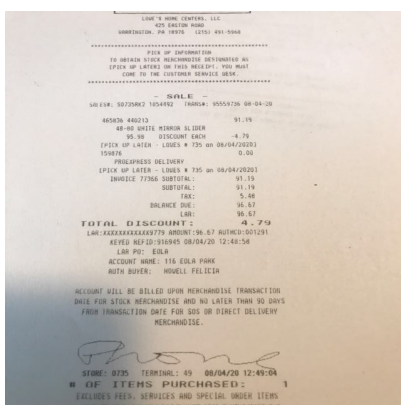 LOWE'S HOME CENTERS, LLC
425 EASTON ROAD
WARRINGTON, PA 18976 (215) 491-5960
PICK UP INFORMATION
TO OBTAIN STOCK MERCHANDISE DESIGNATED AS
[PICK UP LATER] ON THIS RECEIPT, YOU MUST
COME TO THE CUSTOMER SERVICE DESK.
- SALE -
SALES#: TRANS#: 95559736 08-04-20
465836 440213 91.19
48-80 WHITE MIRROR SLIDER
95.98 DISCOUNT EACH -4.79
[PICK UP LATER - LOWES # 735 on 08/04/2020]
159876 0.00
PROEXPRESS DELIVERY
[PICK UP LATER - LOWES # 735 on 08/04/2020]
INVOICE 77366 SUBTOTAL: 91.19
SUBTOTAL: 91.19
TAX: 5.48
BALANCE DUE: 96.67
LAR: 96.67
TOTAL DISCOUNT: 4.79
LAR:XXXXXXXXXXXX9779 AMOUNT:96.67 AUTHCD:001291
KEYED REFID:916945 08/04/20 12:48:58
LAR PO: EOLA
ACCOUNT NAME: 116 EOLA PARK
AUTH BUYER: HOWELL FELICIA
ACCOUNT WILL BE BILLED UPON MERCHANDISE TRANSACTION
DATE FOR STOCK MERCHANDISE AND NO LATER THAN 90 DAYS
FROM TRANSACTION DATE FOR SOS OR DIRECT DELIVERY
MERCHANDISE.
Phone
STORE: 0735 TERMINAL: 49 08/04/20 12:49:04
# OF ITEMS PURCHASED: 1
EXCLUDES FEES, SERVICES AND SPECIAL ORDER ITEMS